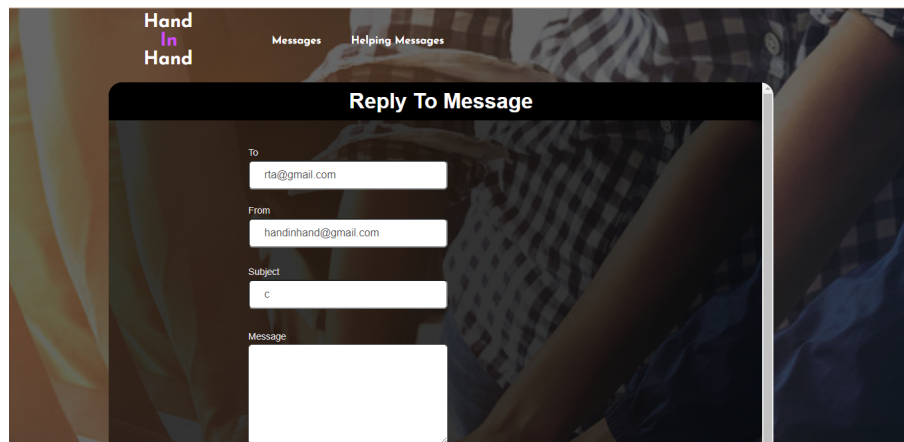 Hand
In
Hand
Messages Helping Messages
Reply To Message
To
rta@gmail.com
From
handinhand@gmail.com
Subject
c
Message